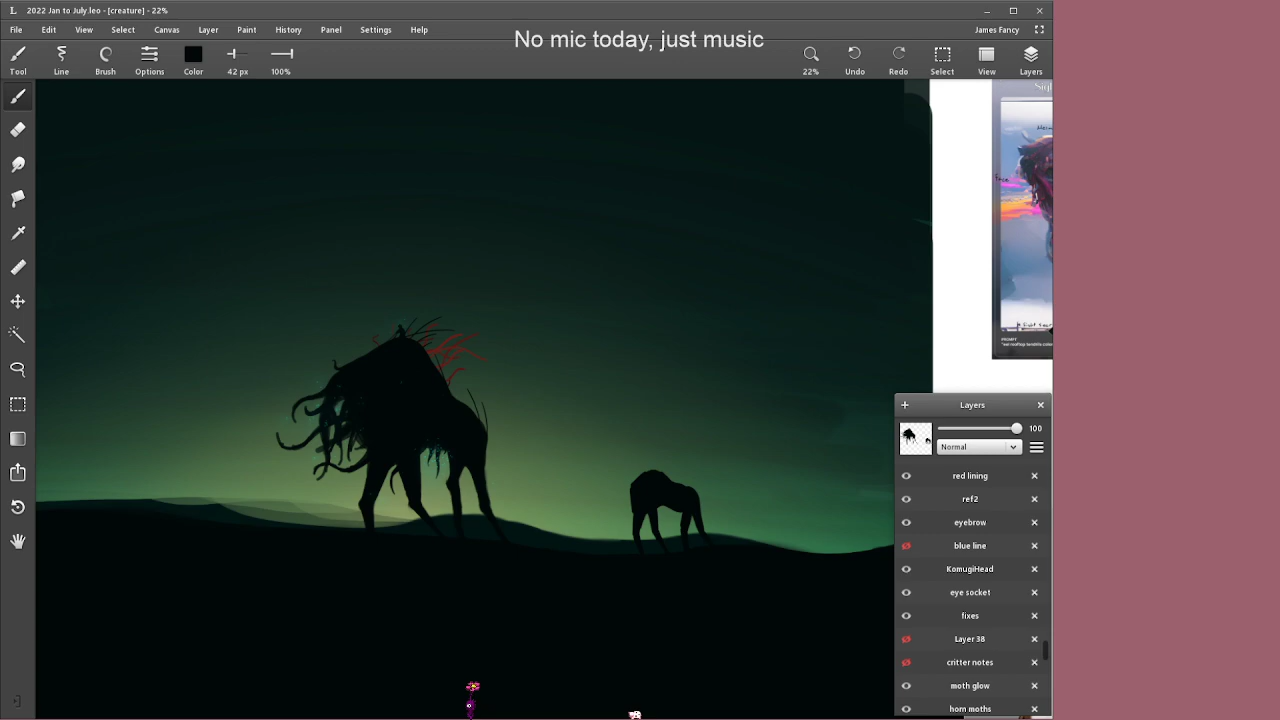 L 2022 Jan to July.leo - [creature] - 22%
File Edit View Select Canvas Layer Paint History Panel Settings Help James Fancy
No mic today, just music
Tool Line Brush Options Color 42 px 100% 22% Undo Redo Select View Layers
Layers
100
Normal
red lining
ref2
eyebrow
blue line
KomugiHead
eye socket
fixes
Layer 38
critter notes
moth glow
horn moths